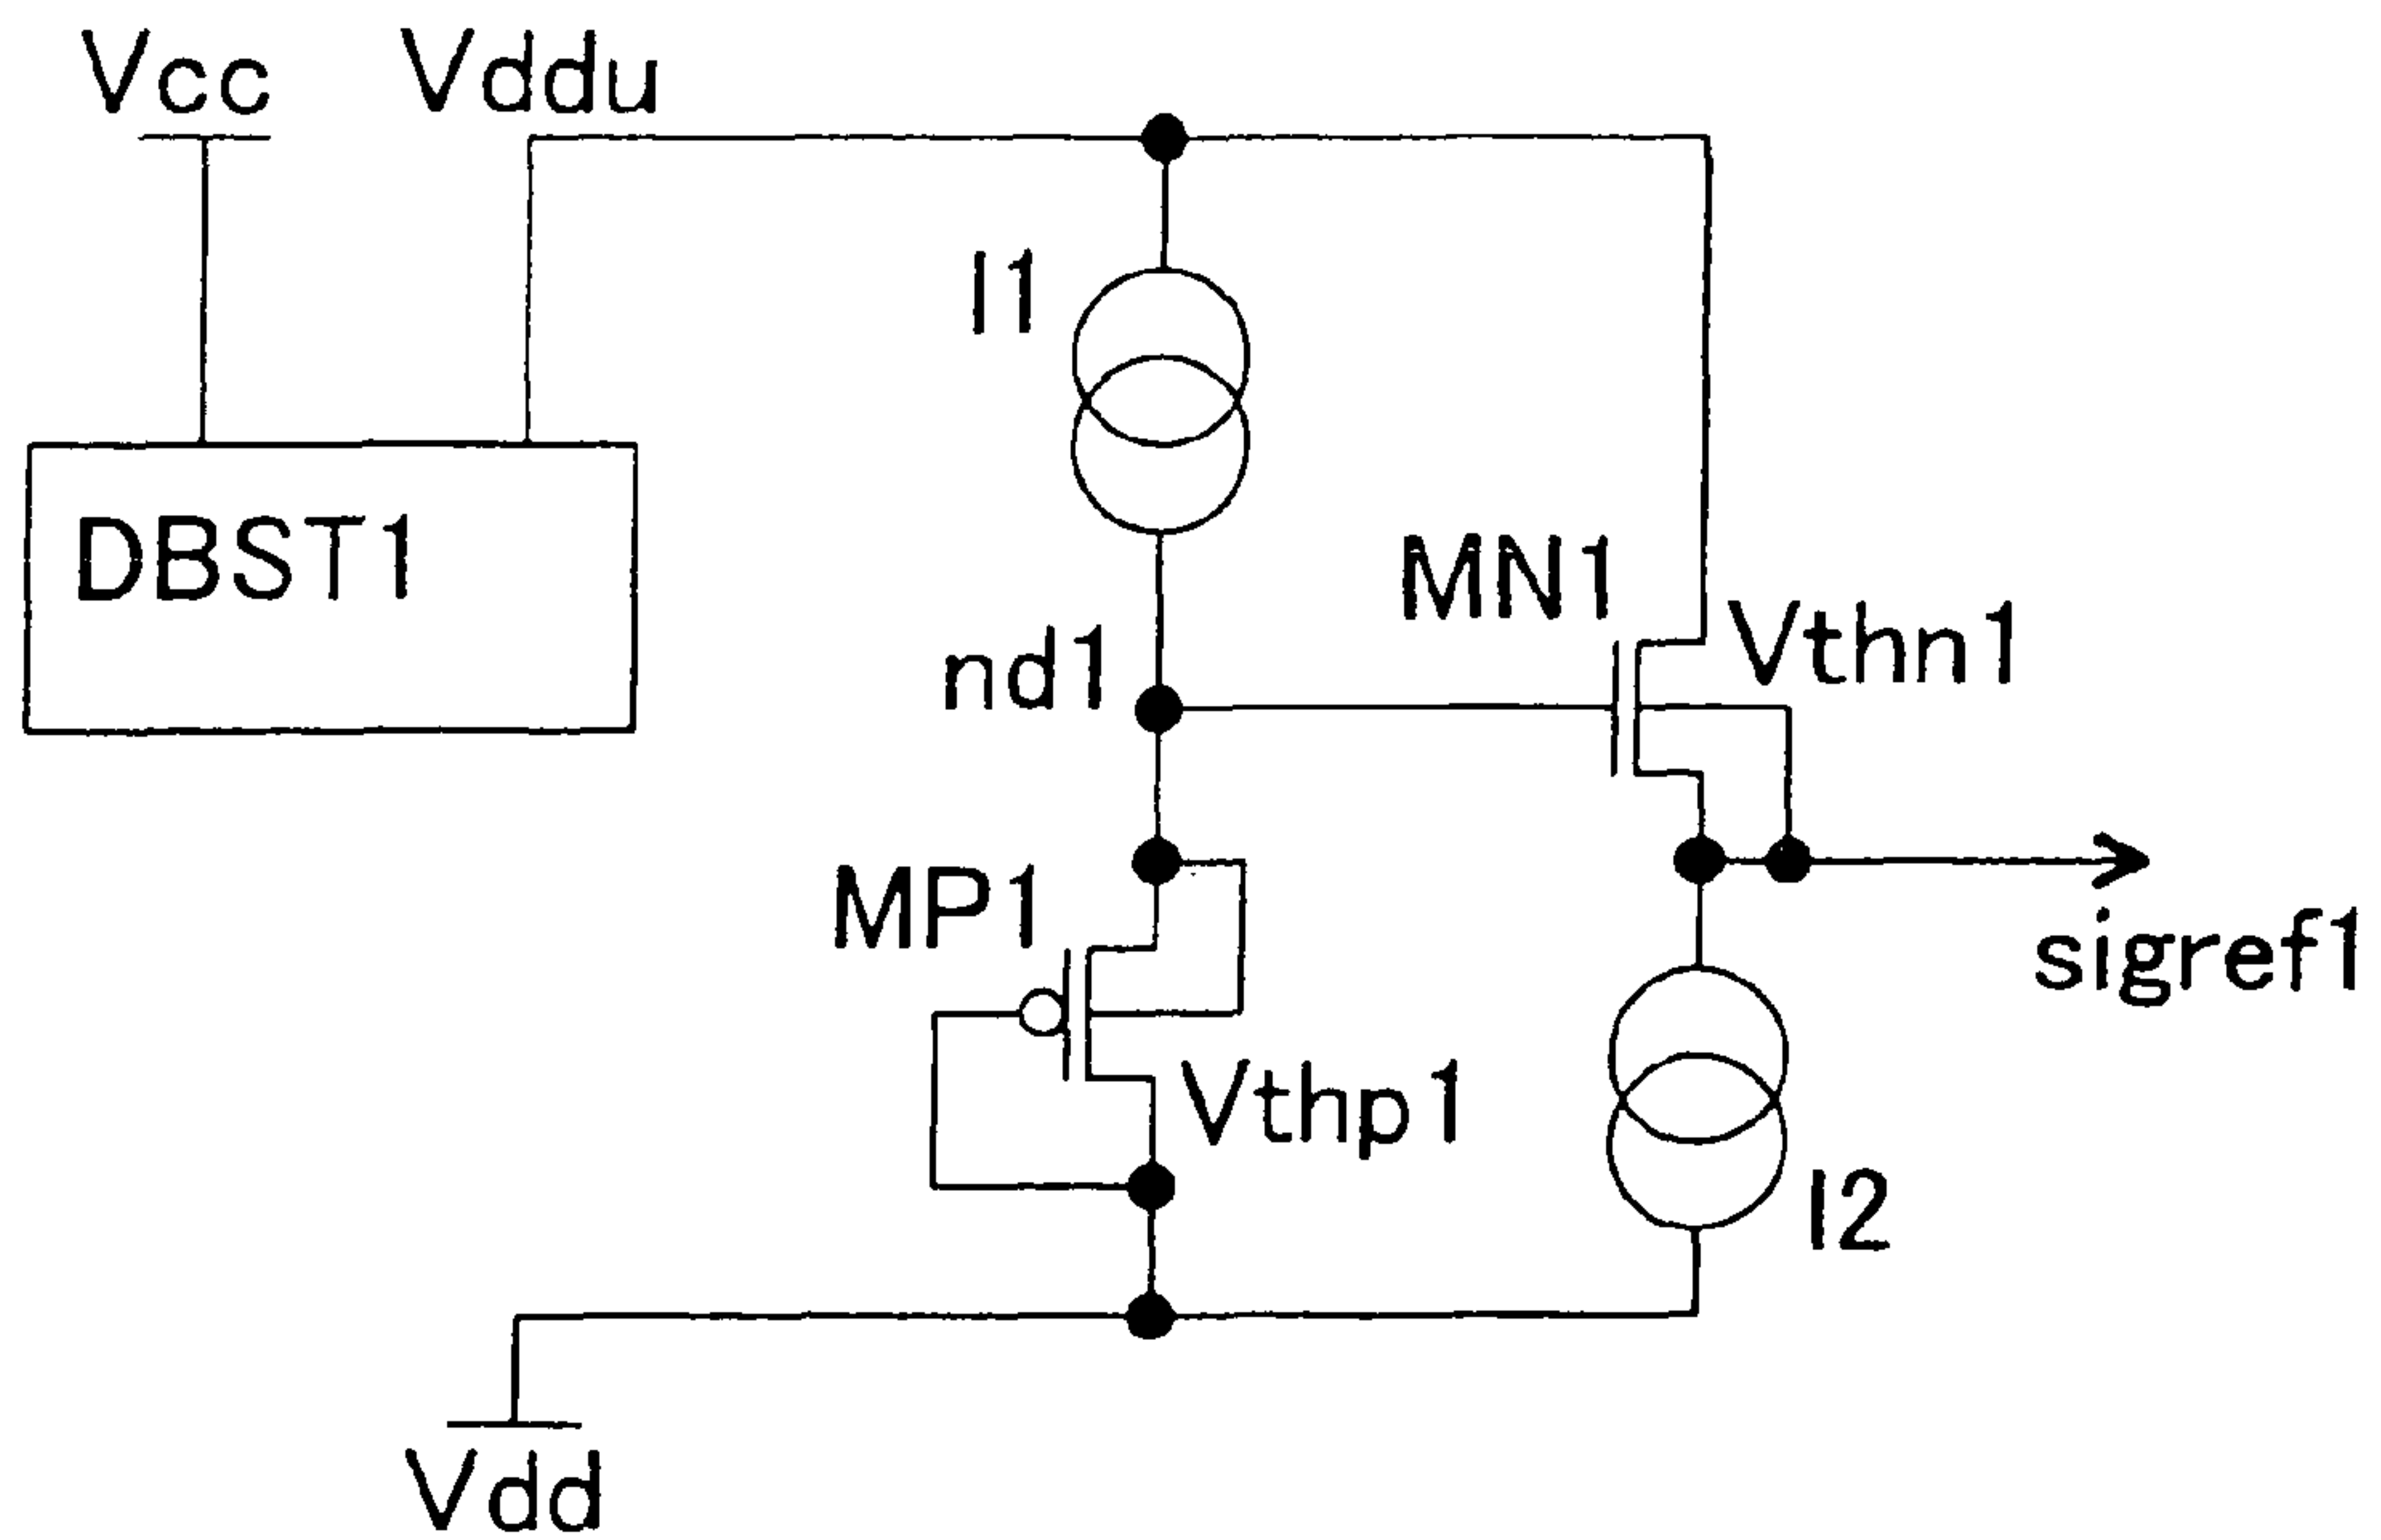 Vcc
Vddu
I1
DBST1
MN1
Vthn1
nd1
MP1
sigref1
Vthp1
I2
Vdd